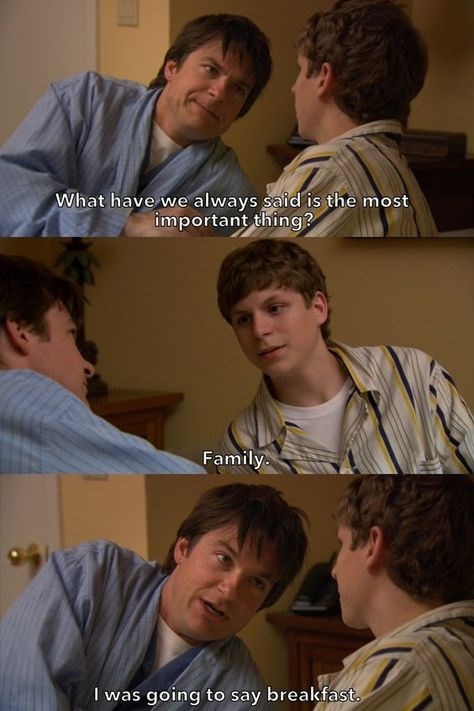 What have we always said is the most
important thing?
Family.
I was going to say breakfast.